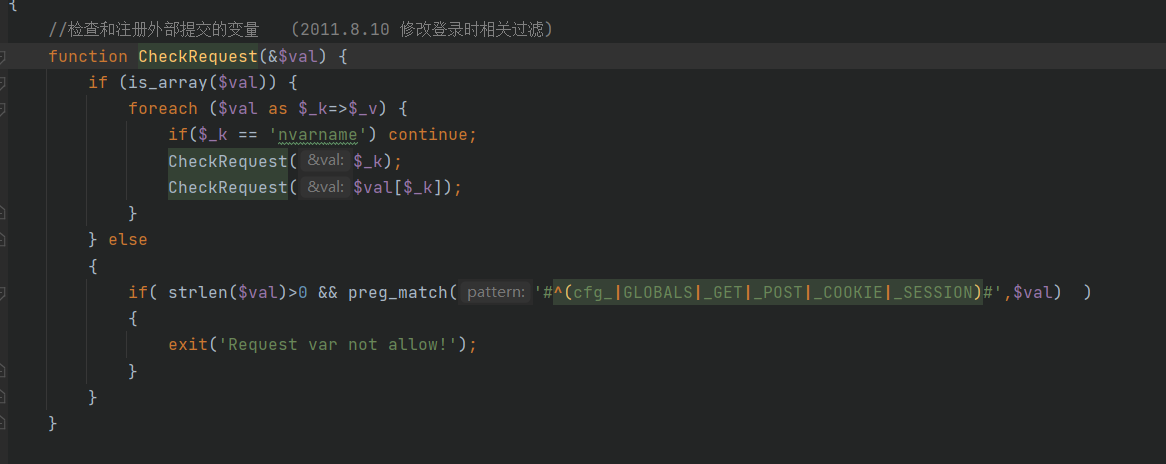 {
//检查和注册外部提交的变量   (2011.8.10 修改登录时相关过滤)
function CheckRequest(&$val) {
if (is_array($val)) {
foreach ($val as $_k=>$_v) {
if($_k == 'nvarname') continue;
CheckRequest( &val: $_k);
CheckRequest( &val: $val[$_k]);
}
} else
{
if( strlen($val)>0 && preg_match( pattern: '#^(cfg_|GLOBALS|_GET|_POST|_COOKIE|_SESSION)#',$val)  )
{
exit('Request var not allow!');
}
}
}